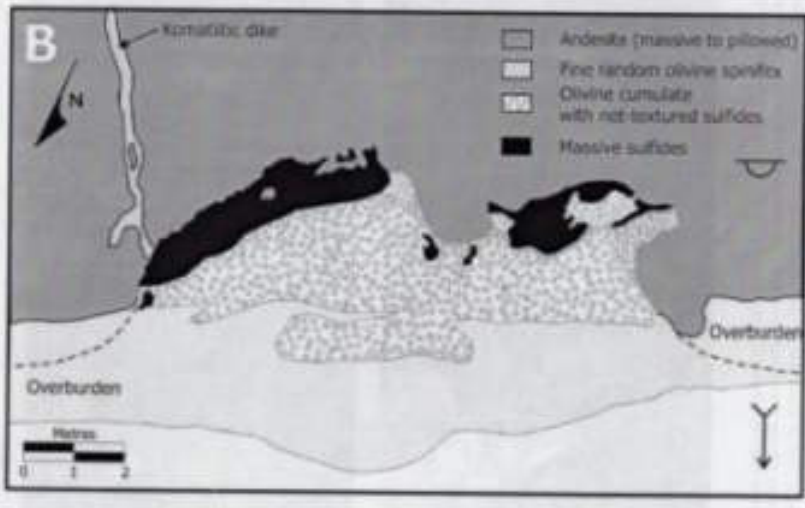 B
Komatiitic dike
N
Andesite (massive to pillowed)
Fine random olivine spinifex
Olivine cumulate
with net-textured sulfides
Massive sulfides
Overburden
Overburden
Metres
0 1 2